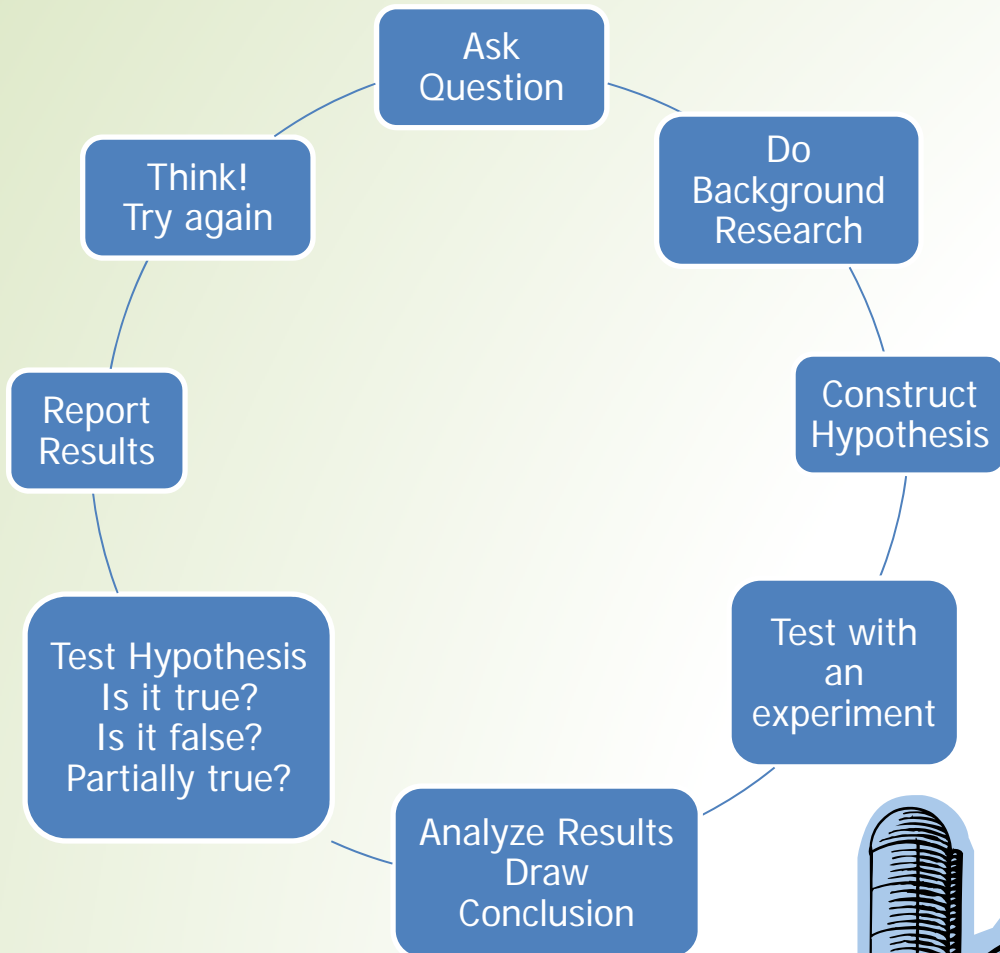 Ask
Question
Do
Background
Research
Construct
Hypothesis
Test with
an
experiment
Analyze Results
Draw
Conclusion
Test Hypothesis
Is it true?
Is it false?
Partially true?
Report
Results
Think!
Try again